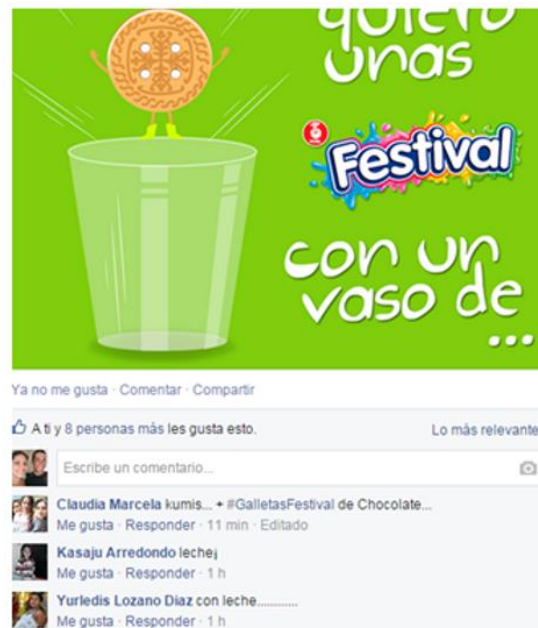 quiero
unas
Festival
con un
vaso de
...
Ya no me gusta · Comentar · Compartir
A ti y 8 personas más les gusta esto.
Lo más relevante
Escribe un comentario...
Claudia Marcela kumis... + #GalletasFestival de Chocolate...
Me gusta · Responder · 11 min · Editado
Kasaju Arredondo leche¡
Me gusta · Responder · 1 h
Yurledis Lozano Diaz con leche............
Me gusta · Responder · 1 h